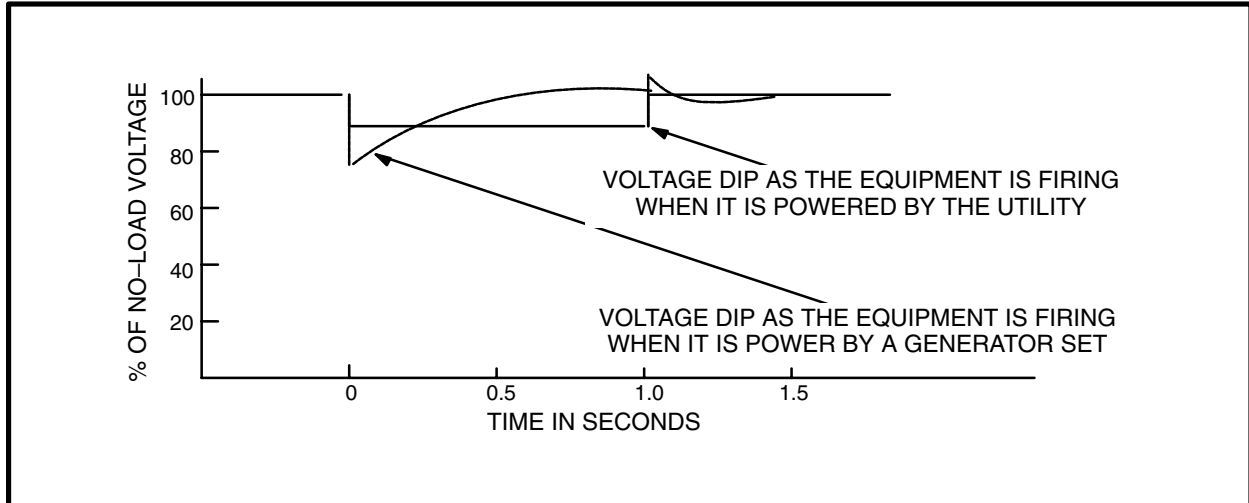 % OF NO–LOAD VOLTAGE
100
80
60
40
20
VOLTAGE DIP AS THE EQUIPMENT IS FIRING
WHEN IT IS POWERED BY THE UTILITY
VOLTAGE DIP AS THE EQUIPMENT IS FIRING
WHEN IT IS POWER BY A GENERATOR SET
0
0.5
1.0
1.5
TIME IN SECONDS